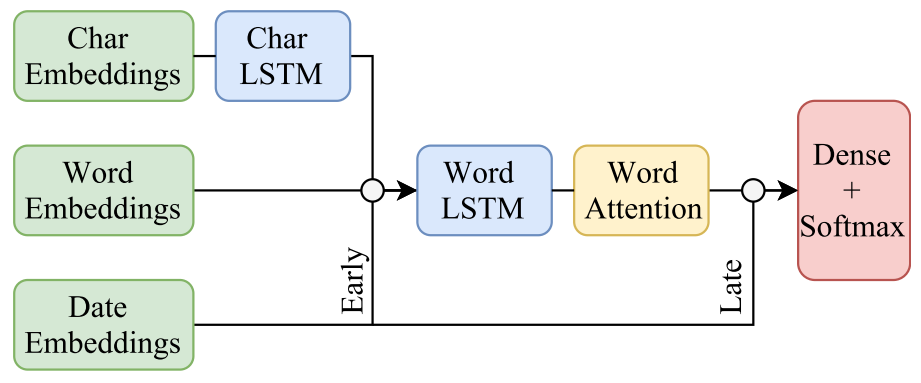 Char
Embeddings
Char
LSTM
Word
Embeddings
Word
LSTM
Word
Attention
Dense
+
Softmax
Date
Embeddings
Early
Late